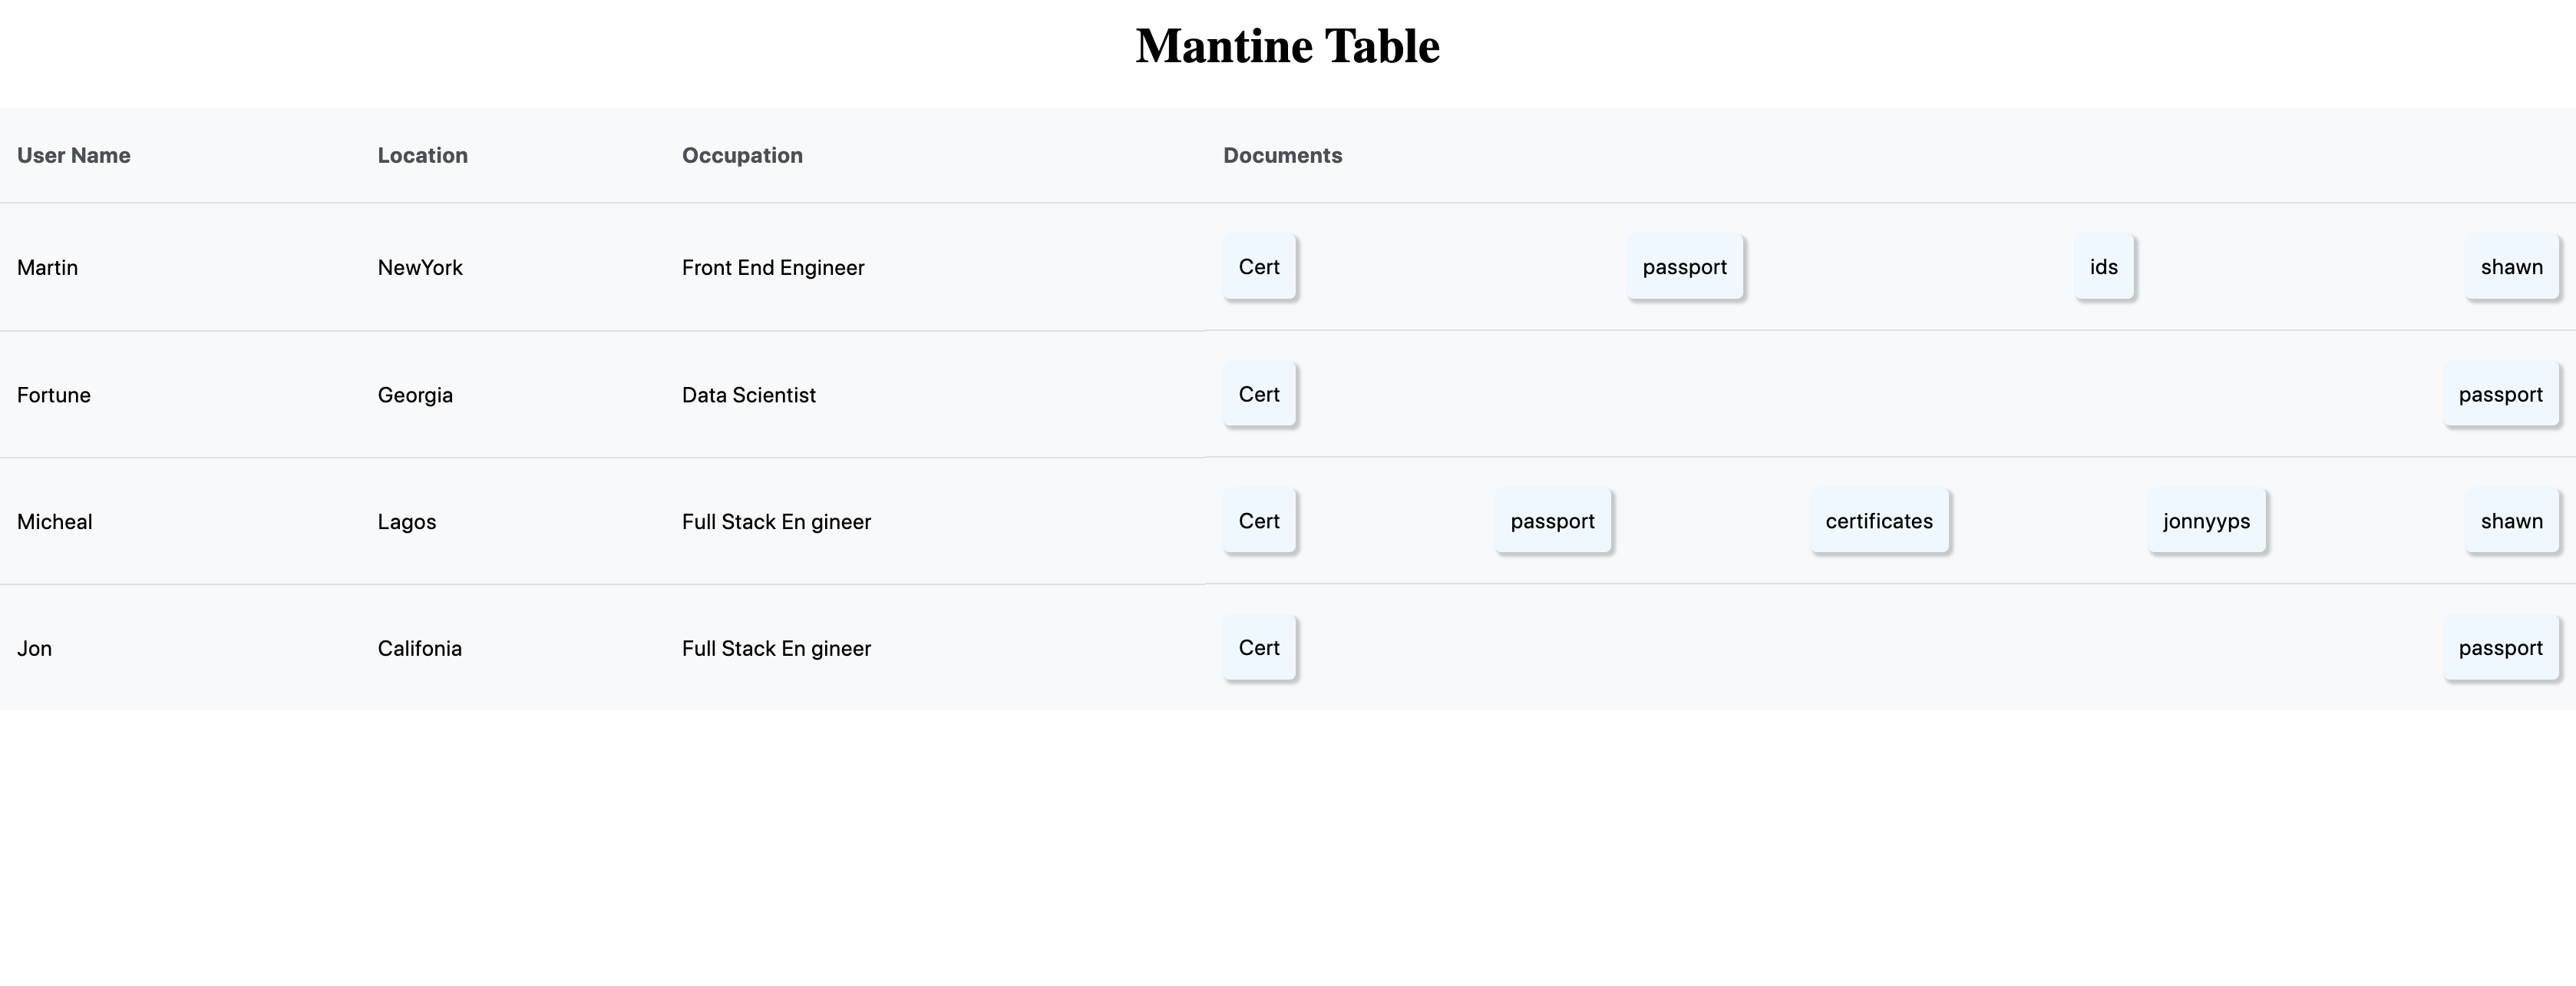 Mantine Table
User Name Location Occupation Documents
Martin NewYork Front End Engineer Cert passport ids shawn
Fortune Georgia Data Scientist Cert passport
Micheal Lagos Full Stack En gineer Cert passport certificates jonnyyps shawn
Jon Califonia Full Stack En gineer Cert passport